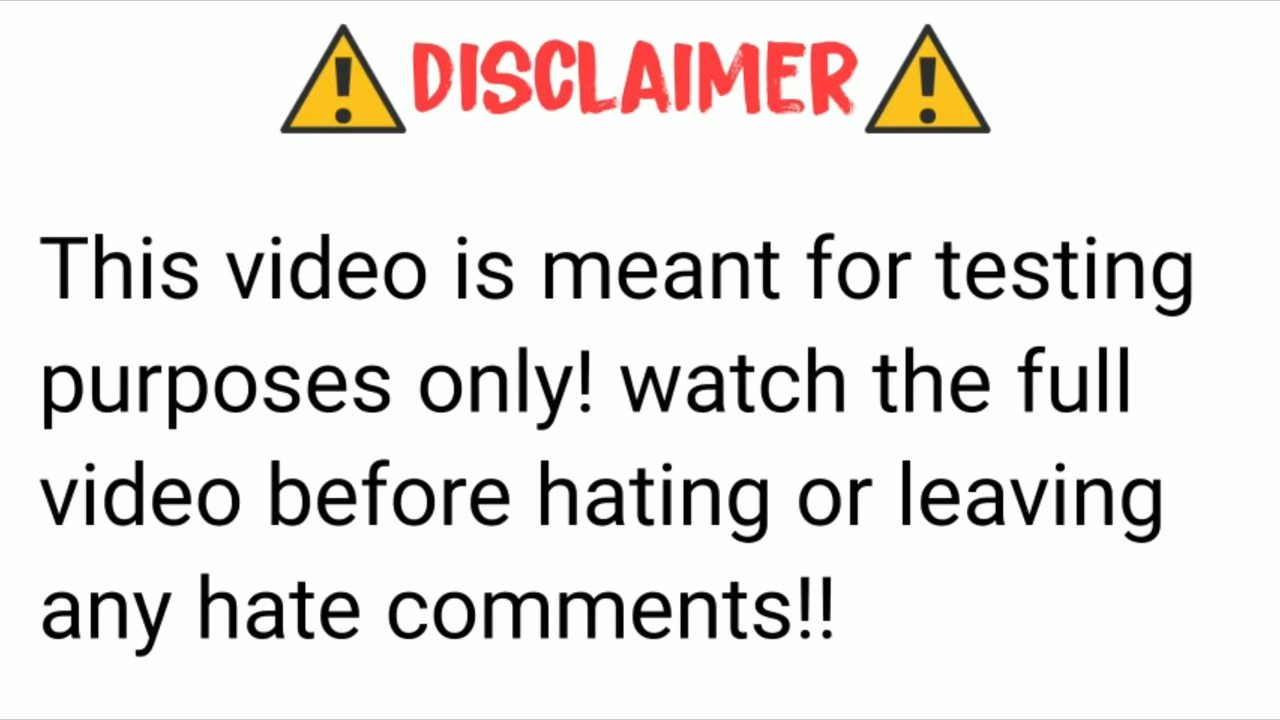 DISCLAIMER
This video is meant for testing
purposes only! watch the full
video before hating or leaving
any hate comments!!